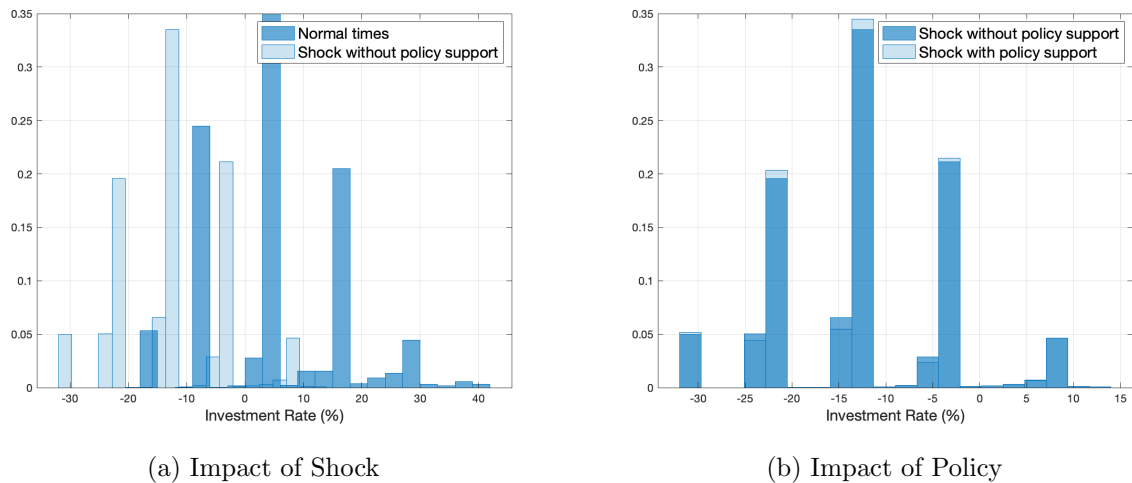 0.35
0.3
0.25
0.2
0.15
0.1
0.05
0
-30 -20 -10 0 10 20 30 40
Investment Rate (%)
Normal times
Shock without policy support
(a) Impact of Shock
0.35
0.3
0.25
0.2
0.15
0.1
0.05
0
-30 -25 -20 -15 -10 -5 0 5 10 15
Investment Rate (%)
Shock without policy support
Shock with policy support
(b) Impact of Policy